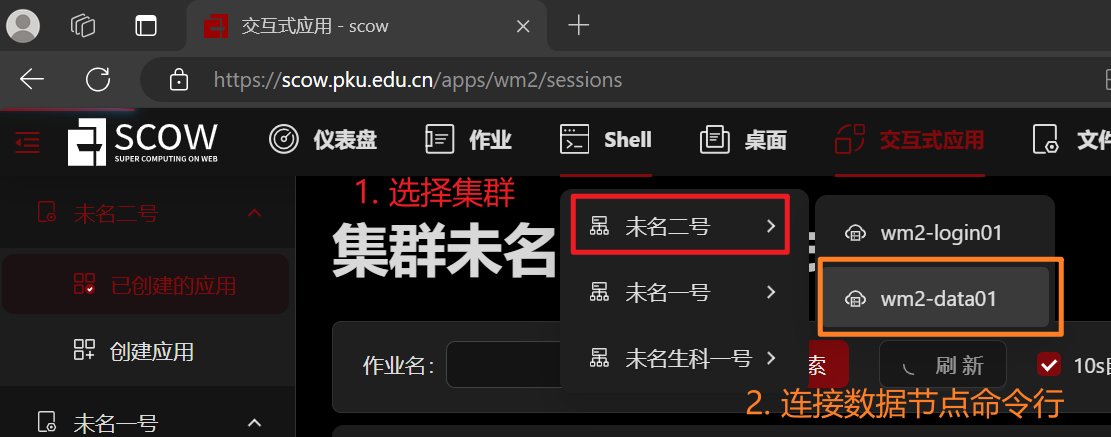 交互式应用 - scow
https://scow.pku.edu.cn/apps/wm2/sessions
SCOW
SUPER COMPUTING ON WEB
仪表盘
作业
Shell
桌面
交互式应用
1. 选择集群
未名二号
已创建的应用
创建应用
未名一号
集群未名
未名二号
未名一号
未名生科一号
wm2-login01
wm2-data01
作业名：
索
刷 新
10s
2. 连接数据节点命令行